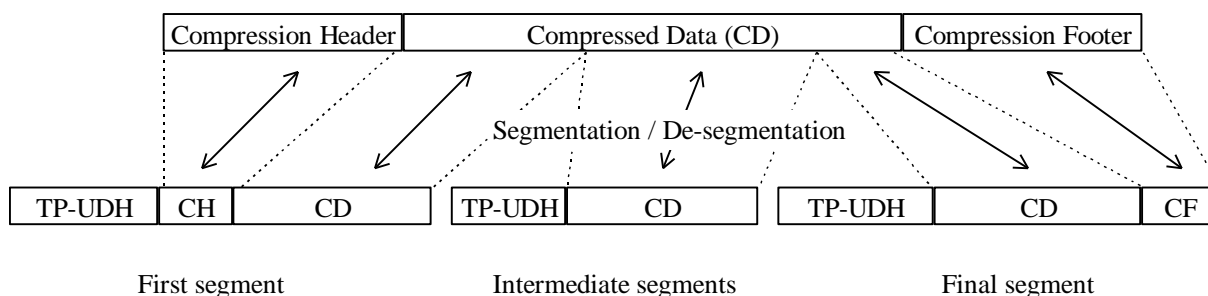 Compression Header Compressed Data (CD) Compression Footer
Segmentation / De-segmentation
TP-UDH CH CD TP-UDH CD TP-UDH CD CF
First segment Intermediate segments Final segment